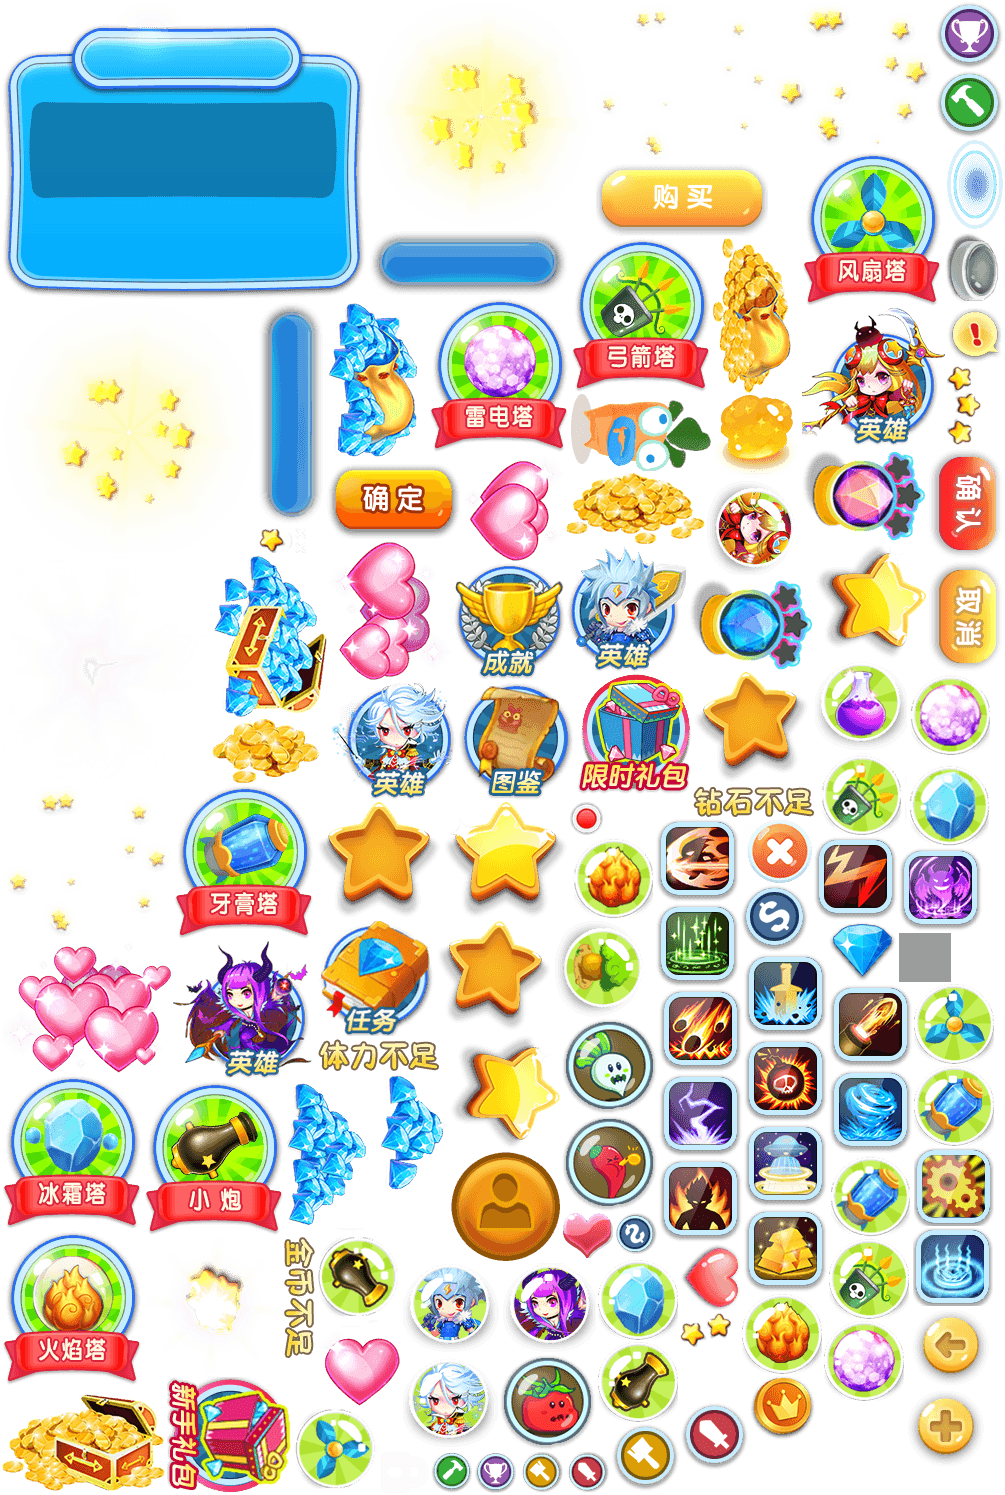 购买
风扇塔
弓箭塔
雷电塔
英雄
确定
确认
成就
英雄
取消
英雄
图鉴
限时礼包
钻石不足
牙膏塔
英雄
任务
体力不足
冰霜塔
小炮
金币不足
火焰塔
新手礼包